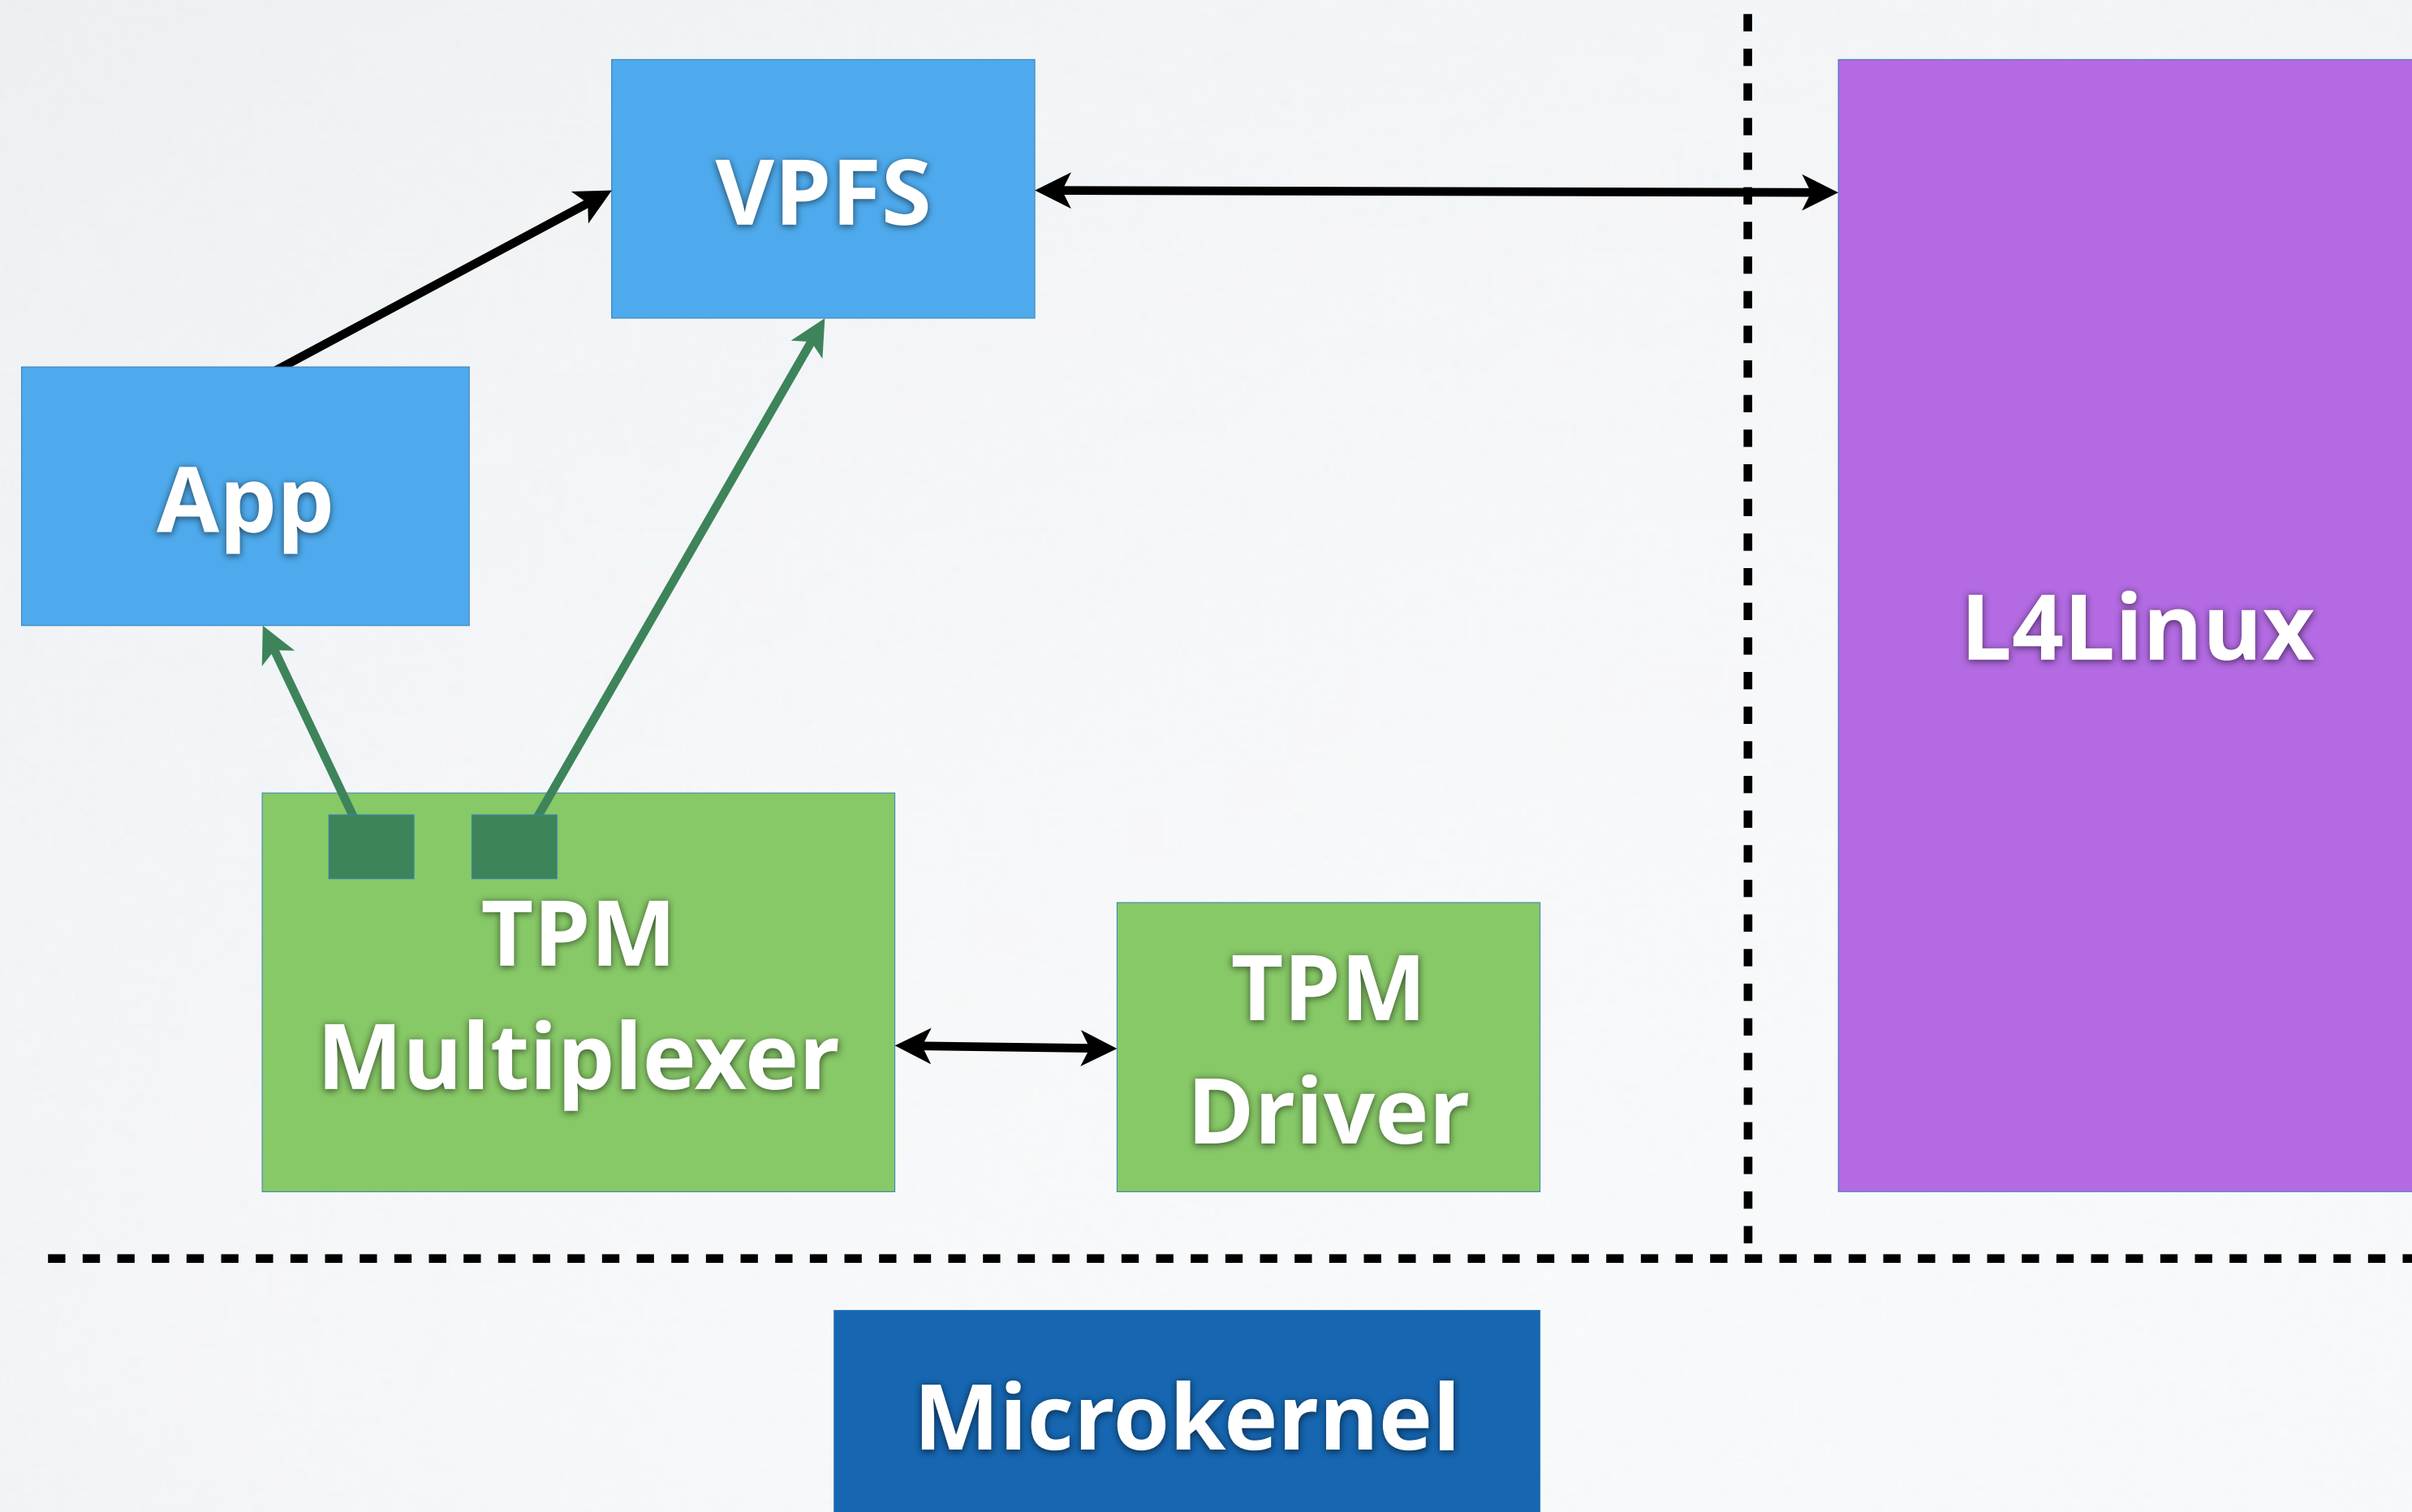 VPFS
App
L4Linux
TPM
Multiplexer
TPM
Driver
Microkernel